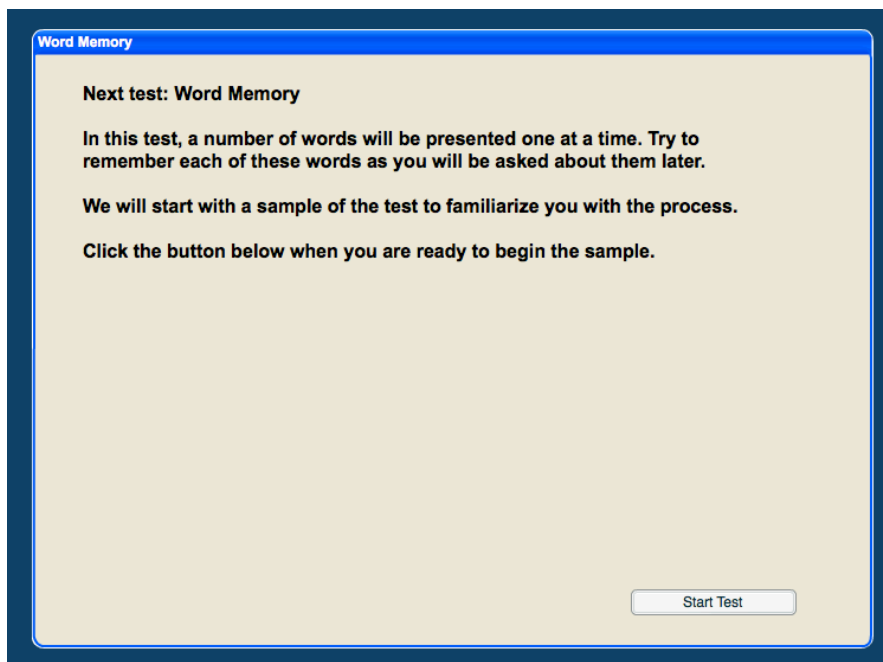 Word Memory
Next test: Word Memory
In this test, a number of words will be presented one at a time. Try to
remember each of these words as you will be asked about them later.
We will start with a sample of the test to familiarize you with the process.
Click the button below when you are ready to begin the sample.
Start Test